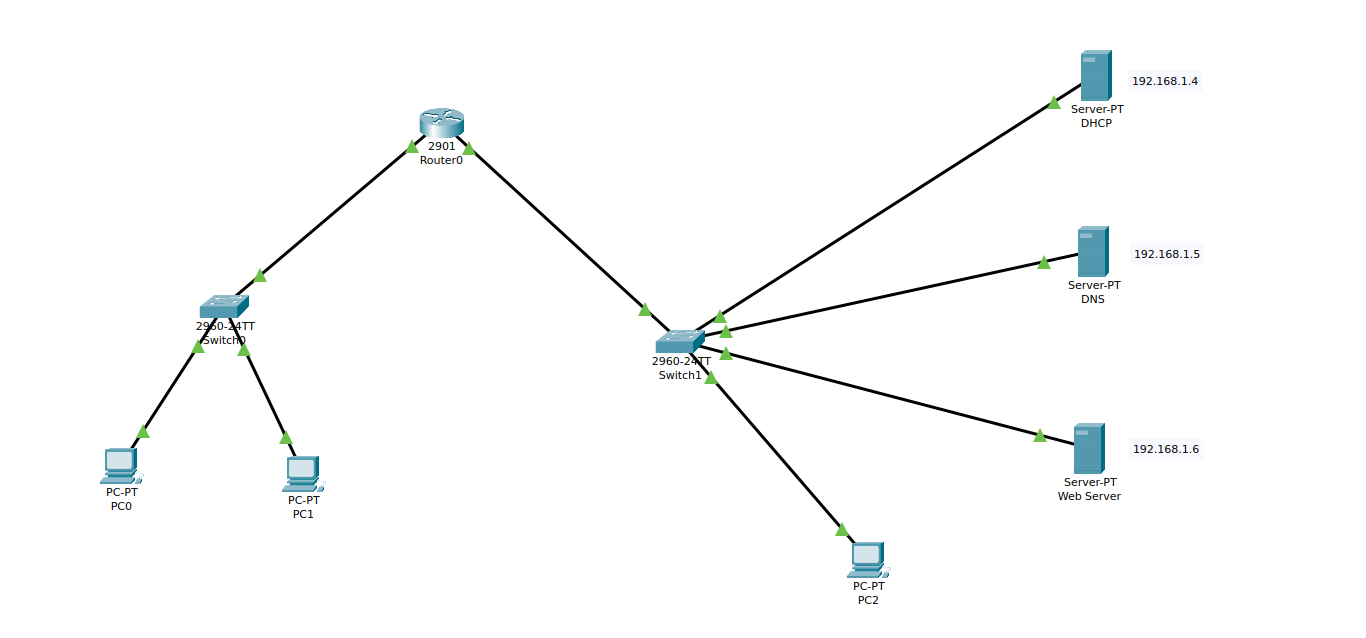 192.168.1.4
Server-PT
DHCP
2901
Router0
192.168.1.5
Server-PT
DNS
2960-24TT
Switch0
2960-24TT
Switch1
192.168.1.6
Server-PT
Web Server
PC-PT
PC0
PC-PT
PC1
PC-PT
PC2